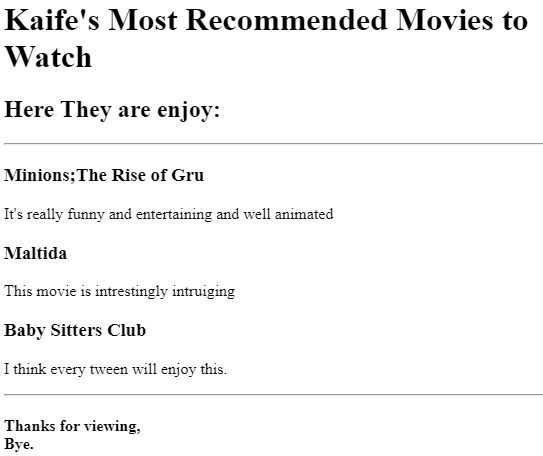 Kaife's Most Recommended Movies to
Watch
Here They are enjoy:
Minions;The Rise of Gru
It's really funny and entertaining and well animated
Maltida
This movie is intrestingly intruiging
Baby Sitters Club
I think every tween will enjoy this.
Thanks for viewing,
Bye.